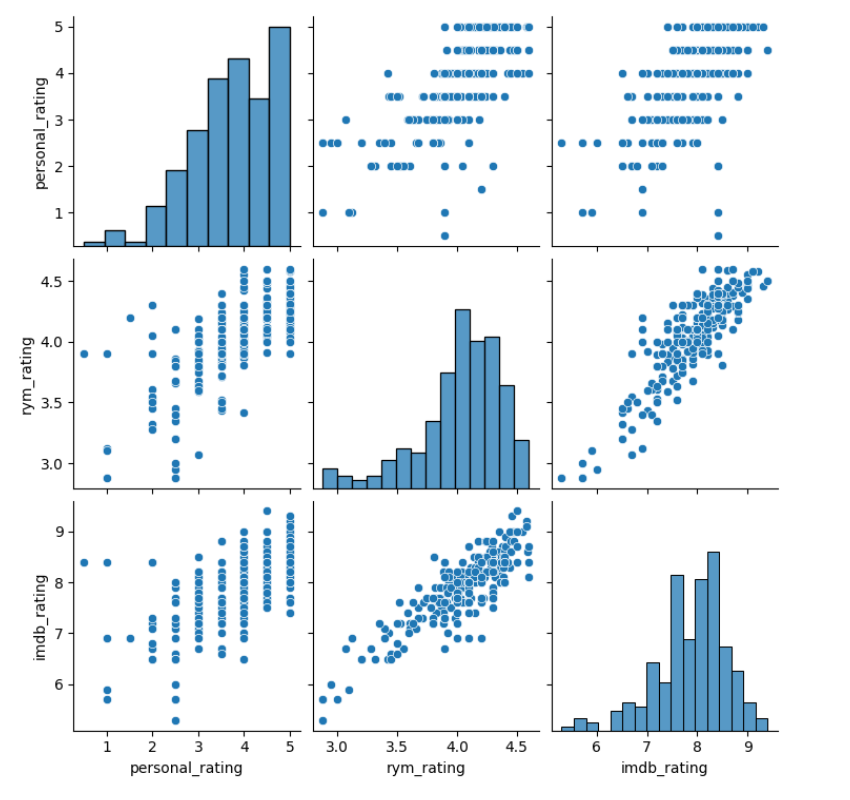 5
4
3
2
1
personal_rating
4.5
4.0
3.5
3.0
rym_rating
9
8
7
6
imdb_rating
1 2 3 4 5 3.0 3.5 4.0 4.5 6 7 8 9
personal_rating rym_rating imdb_rating